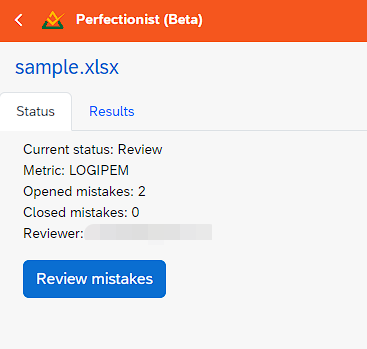 Perfectionist (Beta)
sample.xlsx
Status Results
Current status: Review
Metric: LOGIPEM
Opened mistakes: 2
Closed mistakes: 0
Reviewer:
Review mistakes